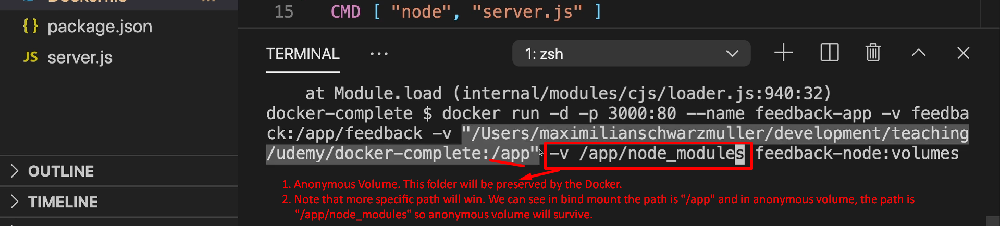 15 CMD [ "node", "server.js" ]
{} package.json
JS server.js
TERMINAL ... 1: zsh
at Module.load (internal/modules/cjs/loader.js:940:32)
docker-complete $ docker run -d -p 3000:80 --name feedback-app -v feedba
ck:/app/feedback -v "/Users/maximilianschwarzmuller/development/teaching
/udemy/docker-complete:/app" -v /app/node_modules feedback-node:volumes
OUTLINE
TIMELINE
1. Anonymous Volume. This folder will be preserved by the Docker.
2. Note that more specific path will win. We can see in bind mount the path is "/app" and in anonymous volume, the path is
"/app/node_modules" so anonymous volume will survive.